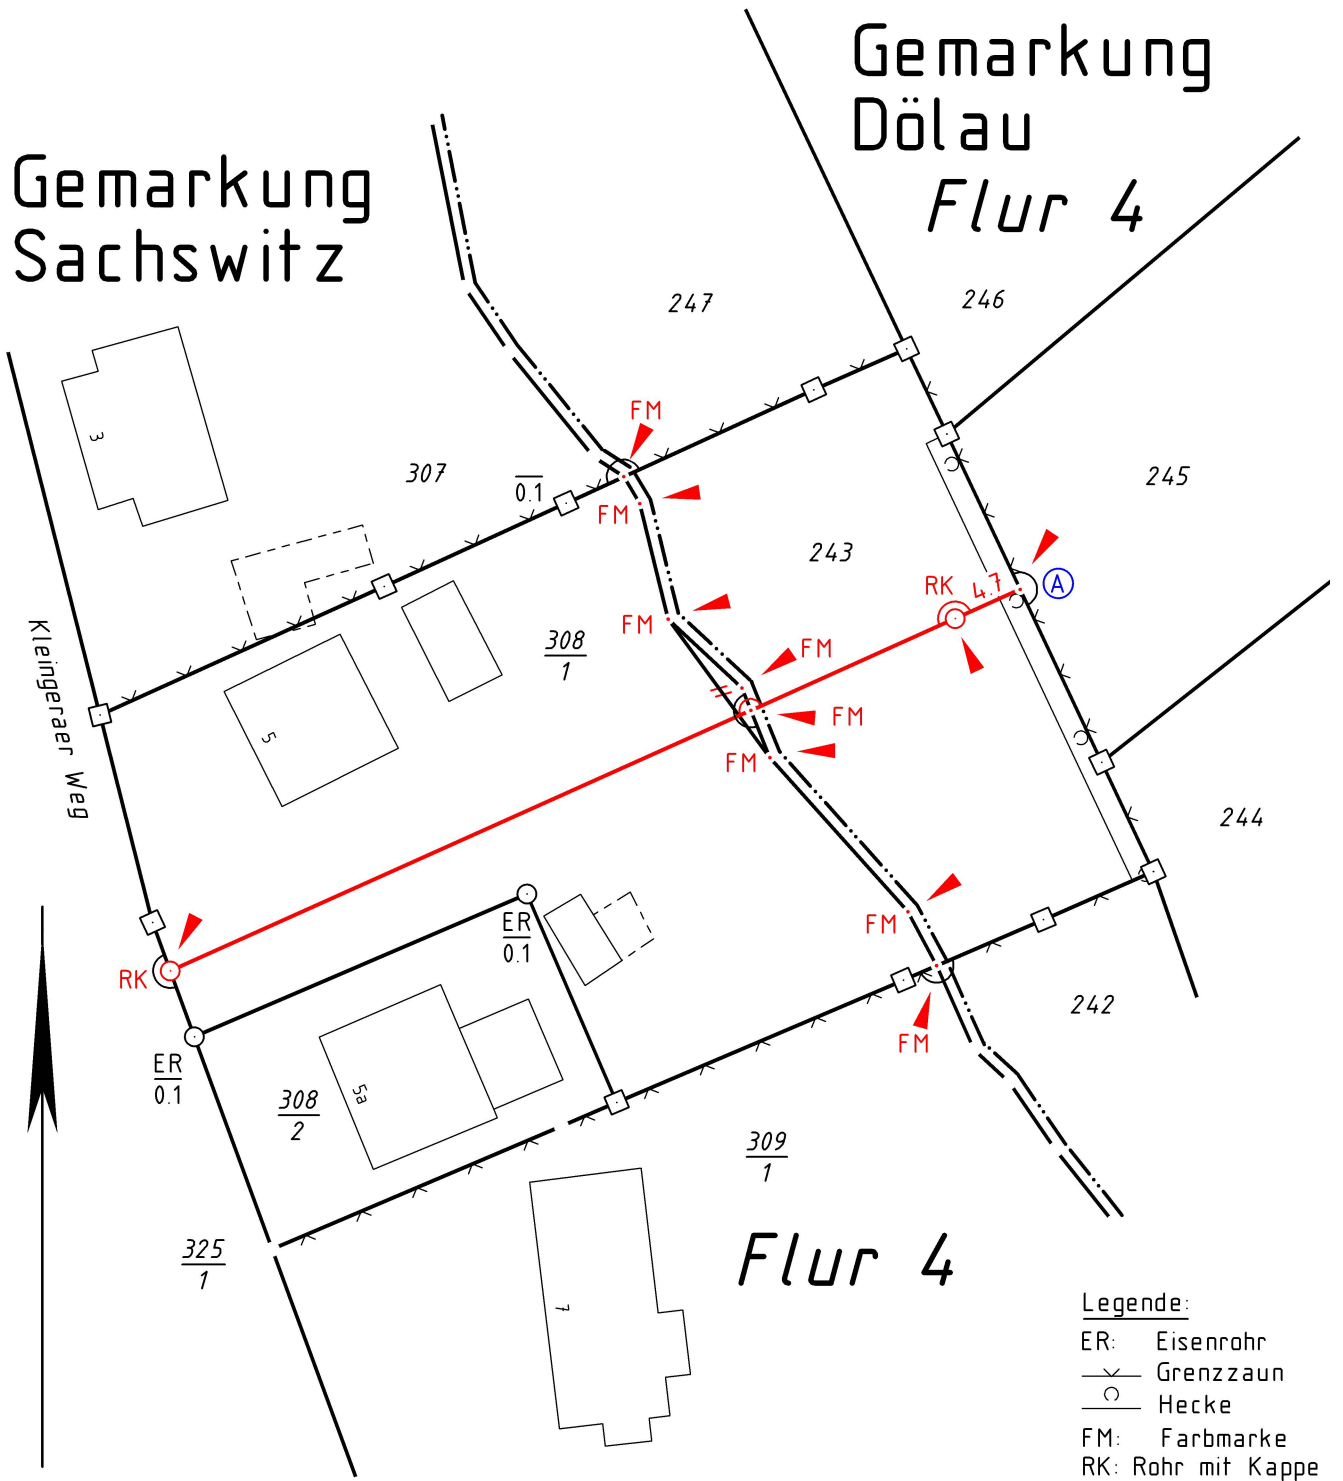 Gemarkung
Dölau
Flur 4
Gemarkung
Sachswitz
247
246
3
307
0.1
FM
FM
245
243
RK
4.7
A
Kleingeraer Weg
308
1
FM
FM
FM
FM
5
244
ER
0.1
FM
RK
242
FM
ER
0.1
308
2
5a
309
1
325
1
7
Flur 4
Legende:
ER: Eisenrohr
Grenzzaun
Hecke
FM: Farbmarke
RK: Rohr mit Kappe